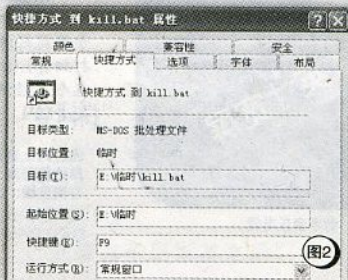 快捷方式 到 kill.bat 属性
颜色 兼容性 安全
常规 快捷方式 选项 字体 布局
快捷方式 到 kill.bat
目标类型: MS-DOS 批处理文件
目标位置: 临时
目标(T): E:\临时\kill.bat
起始位置(S): E:\临时
快捷键(K): F9
运行方式(R): 常规窗口
图2